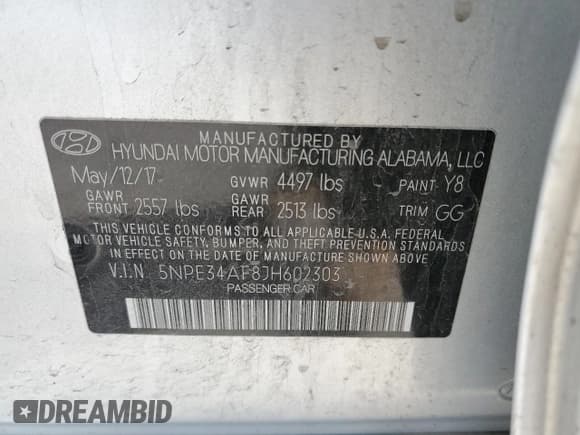 MANUFACTURED BY
HYUNDAI MOTOR MANUFACTURING ALABAMA, LLC
May/12/17 GVWR 4497 lbs PAINT Y8
GAWR FRONT 2557 lbs GAWR REAR 2513 lbs TRIM GG
THIS VEHICLE CONFORMS TO ALL APPLICABLE U.S.A. FEDERAL
MOTOR VEHICLE SAFETY, BUMPER, AND THEFT PREVENTION STANDARDS
IN EFFECT ON THE DATE OF MANUFACTURE SHOWN ABOVE.
V.I.N. 5NPE34AF8JH602303
PASSENGER CAR
DREAMBID